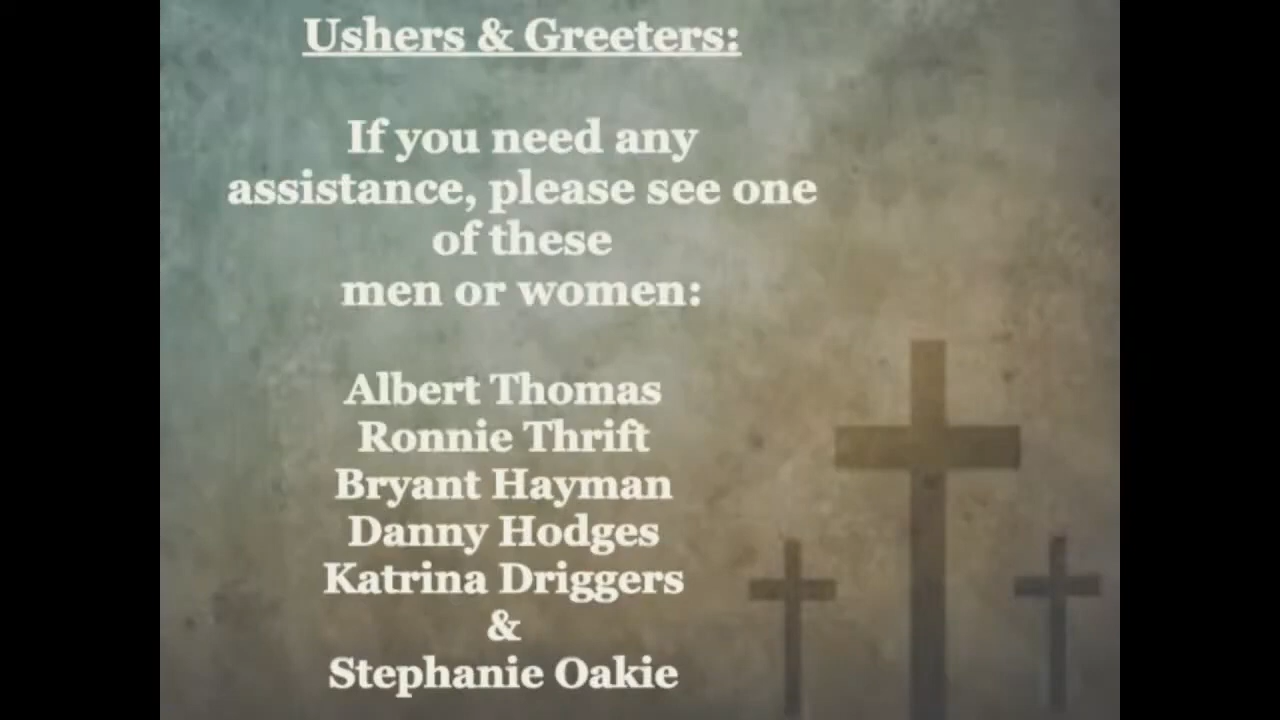 Ushers & Greeters:
If you need any
assistance, please see one
of these
men or women:
Albert Thomas
Ronnie Thrift
Bryant Hayman
Danny Hodges
Katrina Driggers
&
Stephanie Oakie